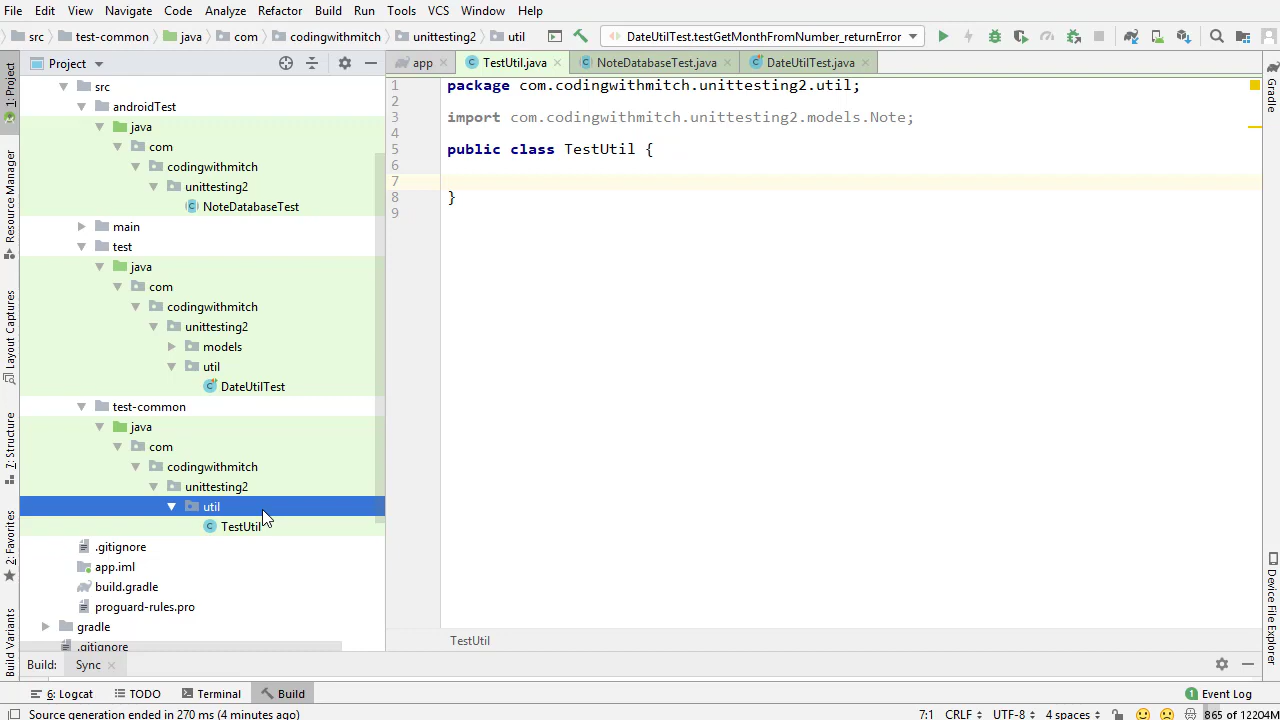 File Edit View Navigate Code Analyze Refactor Build Run Tools VCS Window Help
src test-common java com codingwithmitch unittesting2 util DateUtilTest.testGetMonthFromNumber_returnError
Project
app TestUtil.java NoteDatabaseTest.java DateUtilTest.java
src
androidTest
java
com
codingwithmitch
unittesting2
NoteDatabaseTest
main
test
java
com
codingwithmitch
unittesting2
models
util
DateUtilTest
test-common
java
com
codingwithmitch
unittesting2
util
TestUtil
.gitignore
app.iml
build.gradle
proguard-rules.pro
gradle
.gitignore
1 package com.codingwithmitch.unittesting2.util;
2
3 import com.codingwithmitch.unittesting2.models.Note;
4
5 public class TestUtil {
6
7
8 }
9
TestUtil
1: Project
Resource Manager
Layout Captures
7: Structure
2: Favorites
Build Variants
Gradle
Device File Explorer
Build: Sync
6: Logcat TODO Terminal Build 1 Event Log
Source generation ended in 270 ms (4 minutes ago) 7:1 CRLF UTF-8 4 spaces 865 of 12204M